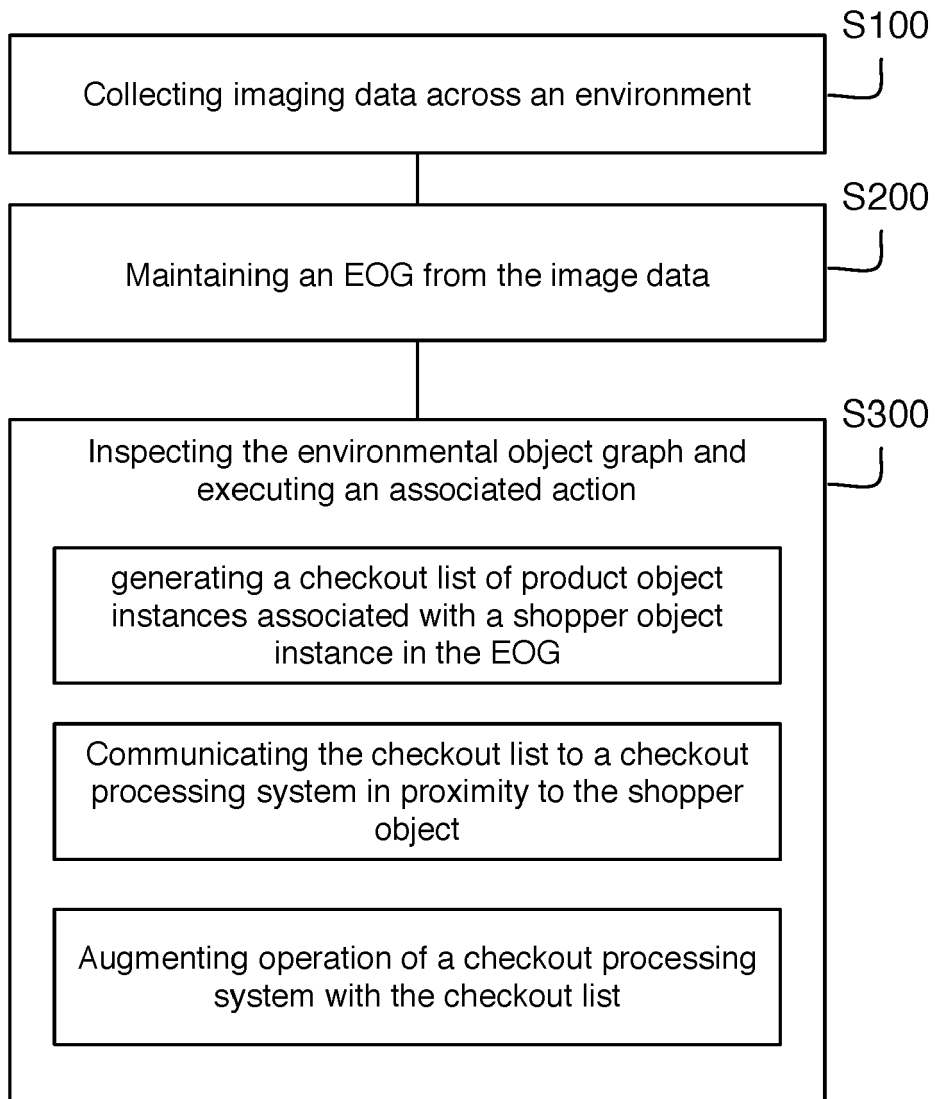 S100
Collecting imaging data across an environment
S200
Maintaining an EOG from the image data
S300
Inspecting the environmental object graph and
executing an associated action
generating a checkout list of product object
instances associated with a shopper object
instance in the EOG
Communicating the checkout list to a checkout
processing system in proximity to the shopper
object
Augmenting operation of a checkout processing
system with the checkout list